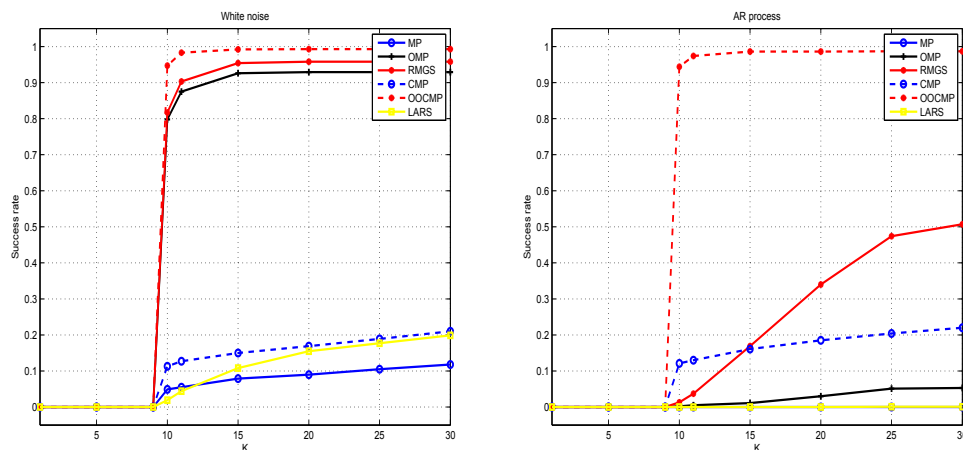 White noise
1
0.9
0.8
0.7
0.6
0.5
0.4
0.3
0.2
0.1
0
Success rate
5
10
15
20
25
30
K
MP
OMP
RMGS
CMP
OOCMP
LARS
AR process
1
0.9
0.8
0.7
0.6
0.5
0.4
0.3
0.2
0.1
0
Success rate
5
10
15
20
25
30
K
MP
OMP
RMGS
CMP
OOCMP
LARS